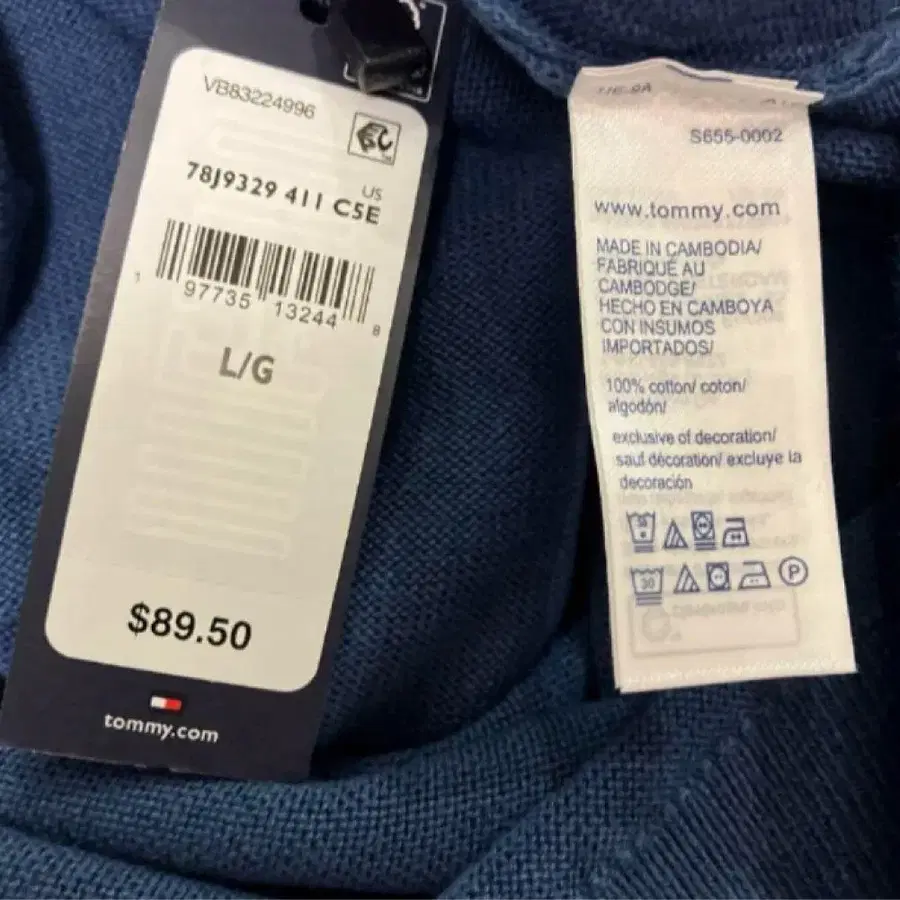 VB83224996
US
78J9329 411 C5E
1 97735 13244 8
L/G
$89.50
tommy.com
S655-0002
www.tommy.com
MADE IN CAMBODIA/
FABRIQUÉ AU
CAMBODGE/
HECHO EN CAMBOYA
CON INSUMOS
IMPORTADOS/
100% cotton/ coton/
algodón/
exclusive of decoration/
sauf décoration/ excluye la
decoración
30
P